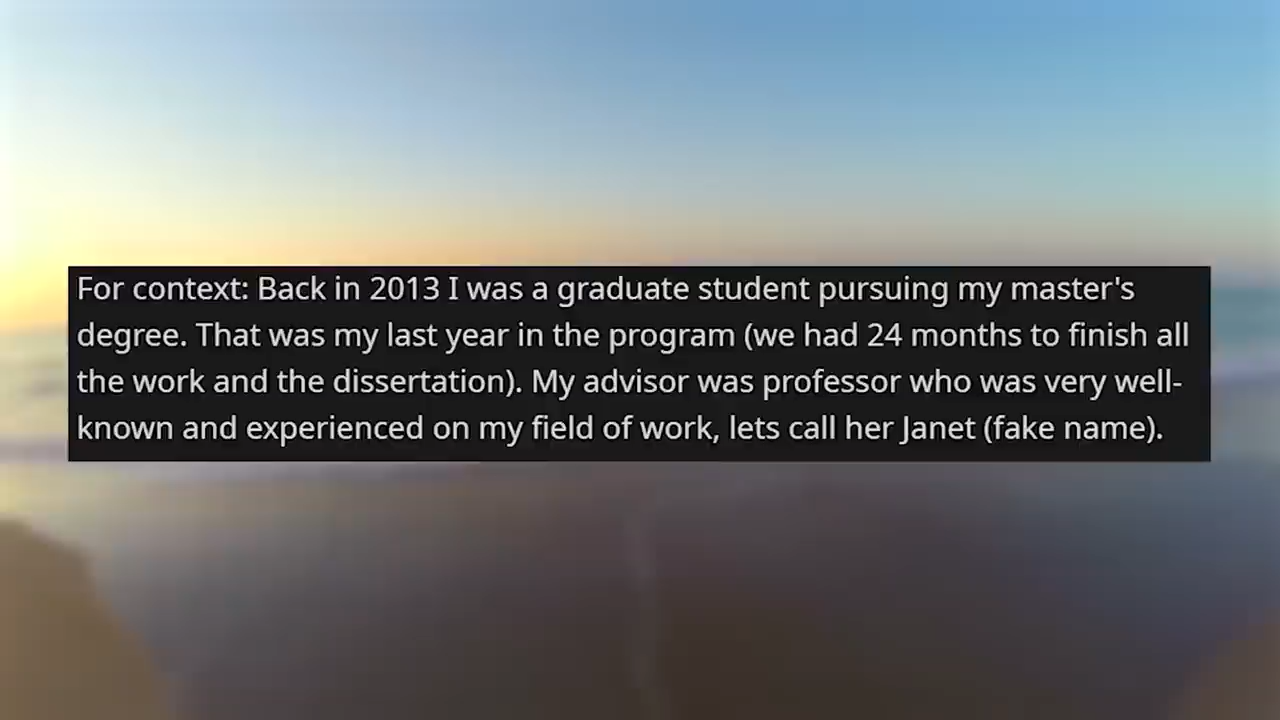 For context: Back in 2013 I was a graduate student pursuing my master's
degree. That was my last year in the program (we had 24 months to finish all
the work and the dissertation). My advisor was professor who was very well-
known and experienced on my field of work, lets call her Janet (fake name).